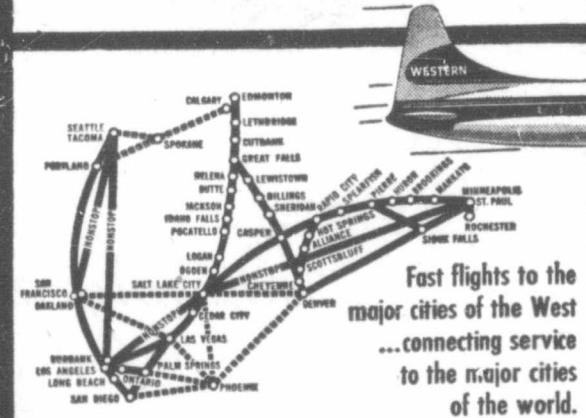 WESTERN
CALGARY
EDMONTON
LETHBRIDGE
CUTBANK
GREAT FALLS
SEATTLE
TACOMA
SPOKANE
PORTLAND
HELENA
BUTTE
JACKSON
IDAHO FALLS
POCATELLO
LOGAN
OGDEN
SALT LAKE CITY
LEWISTOWN
BILLINGS
SHERIDAN
CASPER
RAPID CITY
SPEARFISH
PIERRE
HURON
BROOKINGS
MANKATO
MINNEAPOLIS
ST. PAUL
ROCHESTER
SIOUX FALLS
HOT SPRINGS
ALLIANCE
SCOTTSBLUFF
CHEYENNE
DENVER
NONSTOP
NONSTOP
NONSTOP
NONSTOP
SAN
FRANCISCO
OAKLAND
CEDAR CITY
LAS VEGAS
BURBANK
LOS ANGELES
LONG BEACH
ONTARIO
PALM SPRINGS
SAN DIEGO
PHOENIX
Fast flights to the
major cities of the West
...connecting service
to the major cities
of the world.